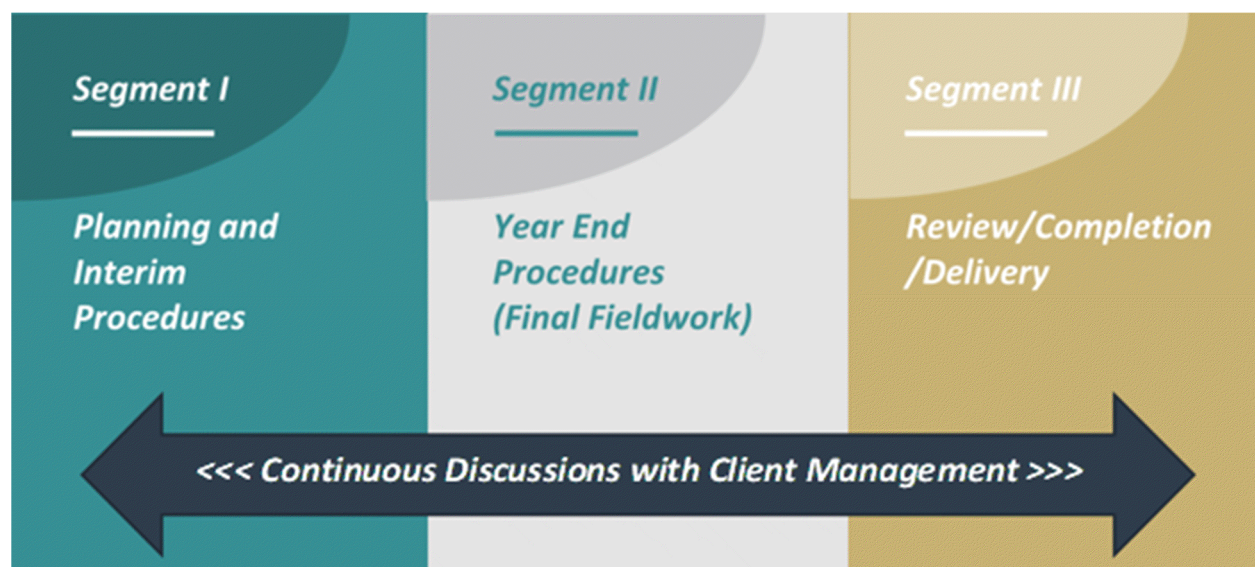 Segment I
Planning and
Interim
Procedures
Segment II
Year End
Procedures
(Final Fieldwork)
Segment III
Review/Completion
/Delivery
<<< Continuous Discussions with Client Management >>>